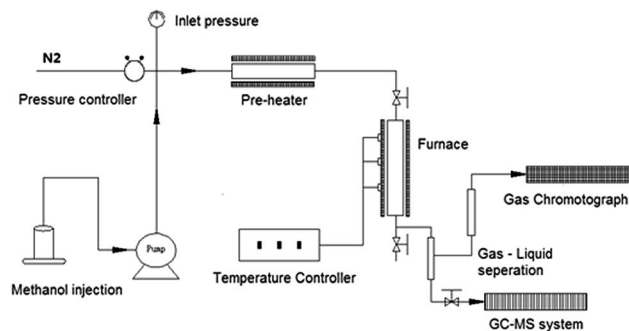 Inlet pressure
N2
Pressure controller
Pre-heater
Furnace
Gas Chromotograph
Pump
Methanol injection
Temperature Controller
Gas - Liquid
seperation
GC-MS system